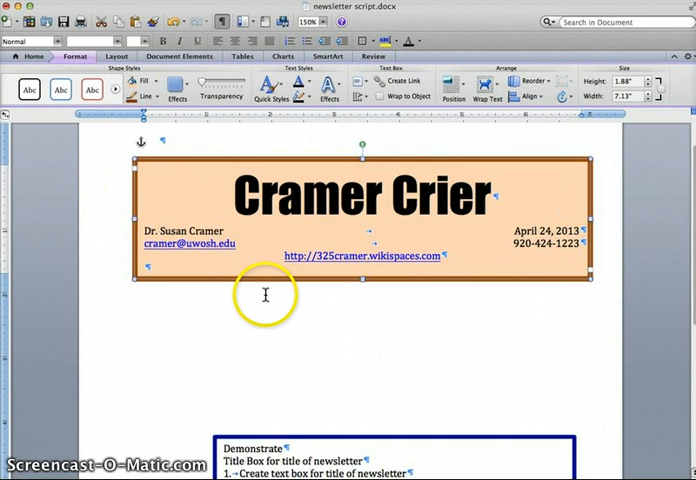 newsletter script.docx
150%
Search in Document
Normal
B I U
Home Format Layout Document Elements Tables Charts SmartArt Review
Shape Styles Text Styles Text Box Arrange Size
Abc Abc Abc Fill Line Effects Transparency Quick Styles Effects Create Link Wrap to Object Position Wrap Text Reorder Align Height: 1.88" Width: 7.13"
Cramer Crier
Dr. Susan Cramer April 24, 2013
cramer@uwosh.edu 920-424-1223
http://325cramer.wikispaces.com
Demonstrate
Title Box for title of newsletter
1. Create text box for title of newsletter
Screencast-O-Matic.com